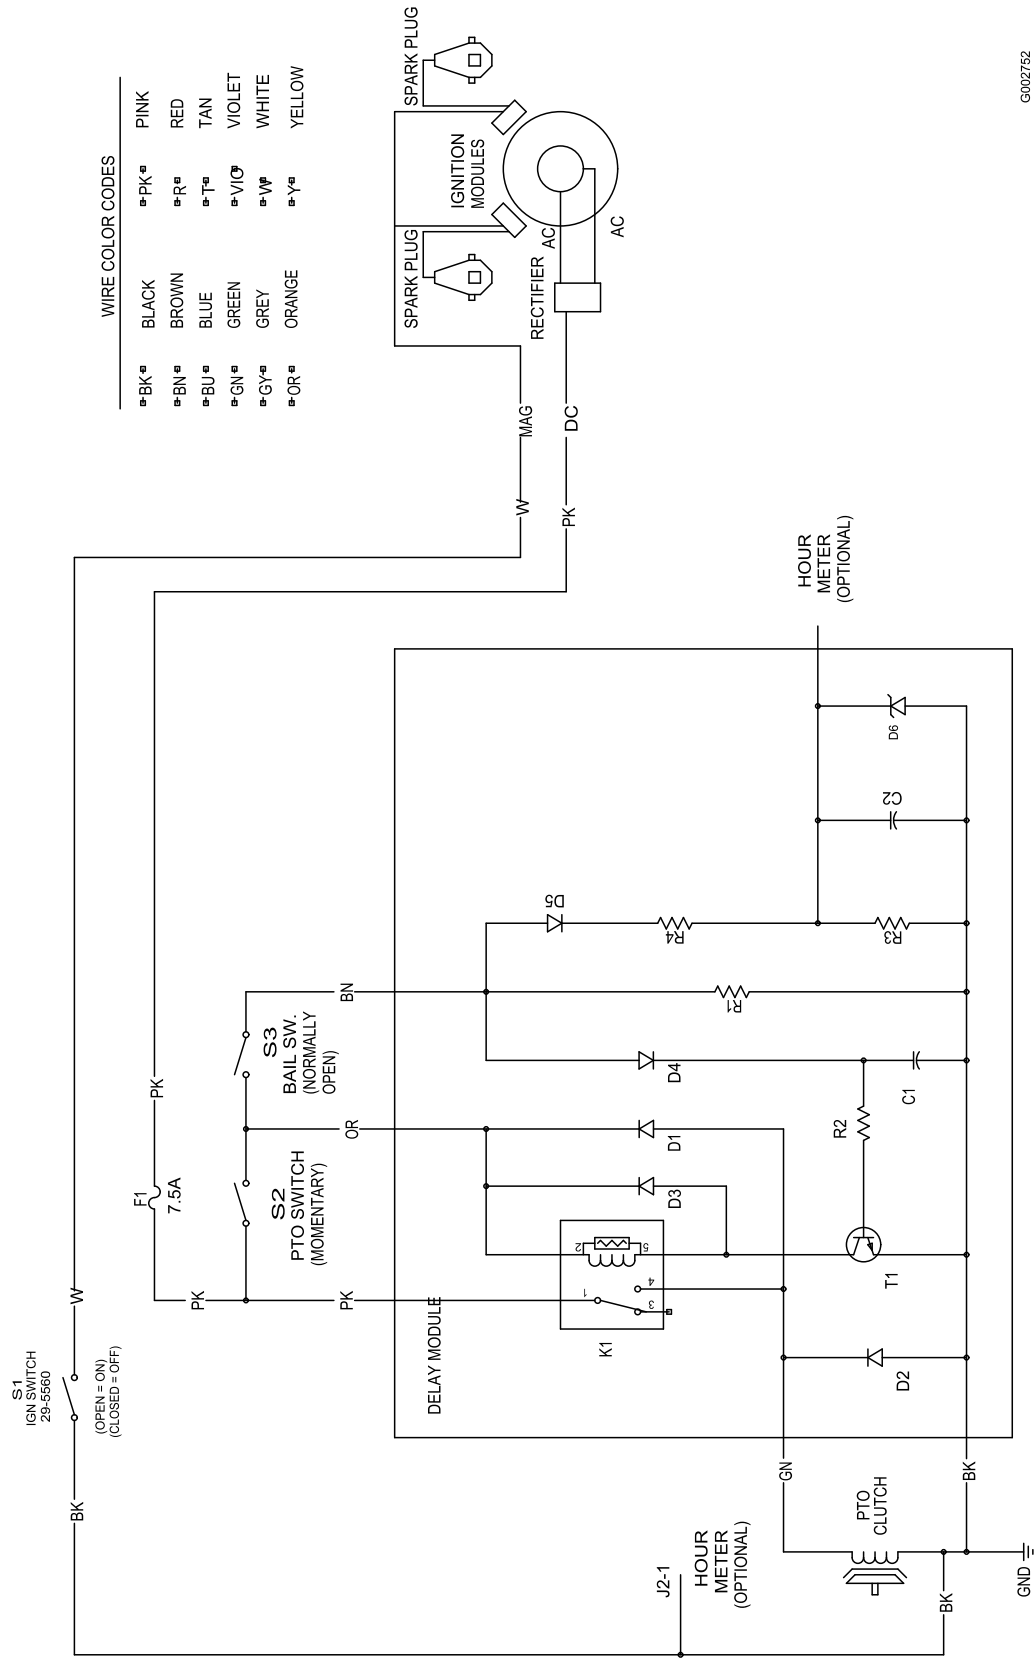 WIRE COLOR CODES
BK BLACK PK PINK
BN BROWN R RED
BU BLUE T TAN
GN GREEN VIO VIOLET
GY GREY W WHITE
OR ORANGE Y YELLOW
S1
IGN SWITCH
29-5560
(OPEN = ON)
(CLOSED = OFF)
BK
W
W
MAG
SPARK PLUG
SPARK PLUG
IGNITION
MODULES
AC
AC
RECTIFIER
DC
PK
PK
F1
7.5A
PK
PK
S2
PTO SWITCH
(MOMENTARY)
S3
BAIL SW.
(NORMALLY
OPEN)
OR
BN
DELAY MODULE
K1
1
2
3
4
5
D3
D1
D4
D5
R4
R1
R3
C2
D6
R2
C1
T1
D2
HOUR
METER
(OPTIONAL)
GN
BK
PTO
CLUTCH
J2-1
HOUR
METER
(OPTIONAL)
BK
GND
G002752